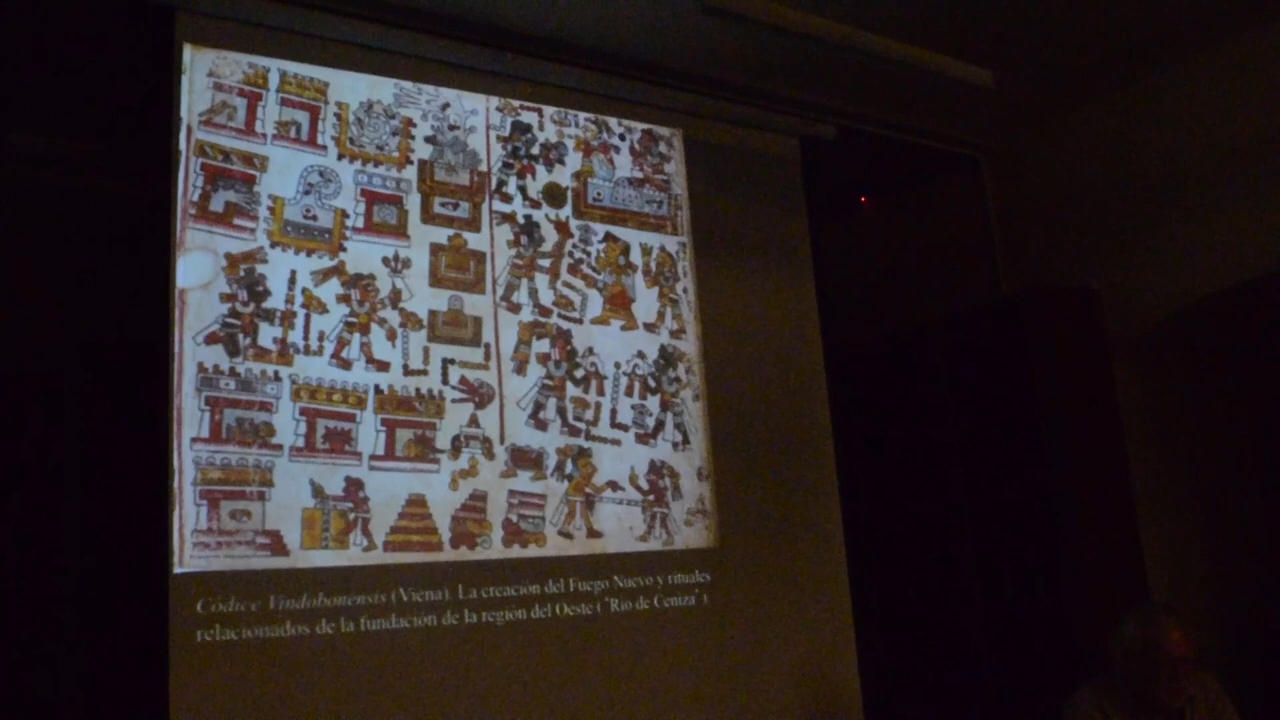 Códice Vindobonensis (Viena). La creación del Fuego Nuevo y rituales
relacionados de la fundación de la región del Oeste ("Río de Ceniza").